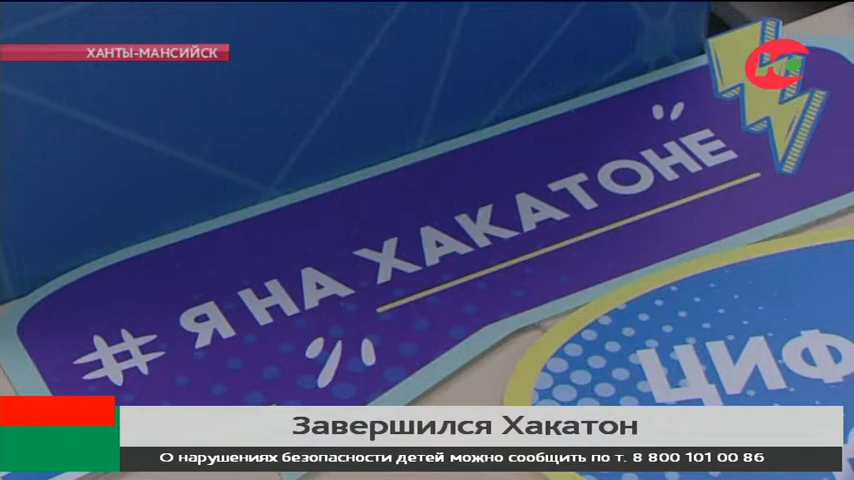 ХАНТЫ-МАНСИЙСК
# Я НА ХАКАТОНЕ
ЦИФ
Завершился Хакатон
О нарушениях безопасности детей можно сообщить по т. 8 800 101 00 86